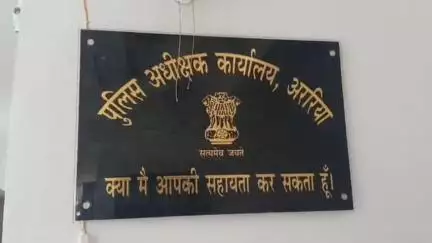 पुलिस अधीक्षक कार्यालय, अररिया
सत्यमेव जयते
क्या मै आपकी सहायता कर सकता हूँ।